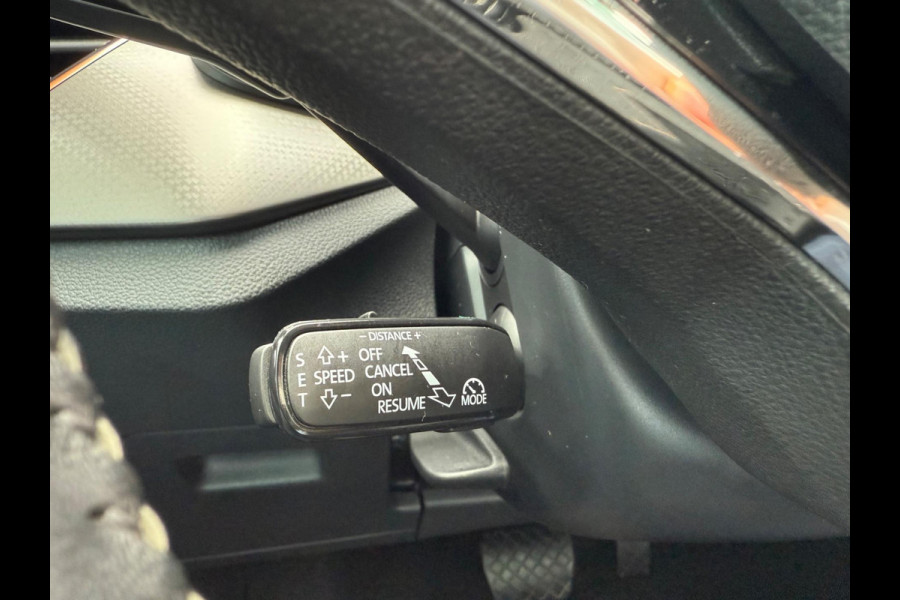 - DISTANCE +
S + OFF
E SPEED CANCEL
T - ON
RESUME MODE